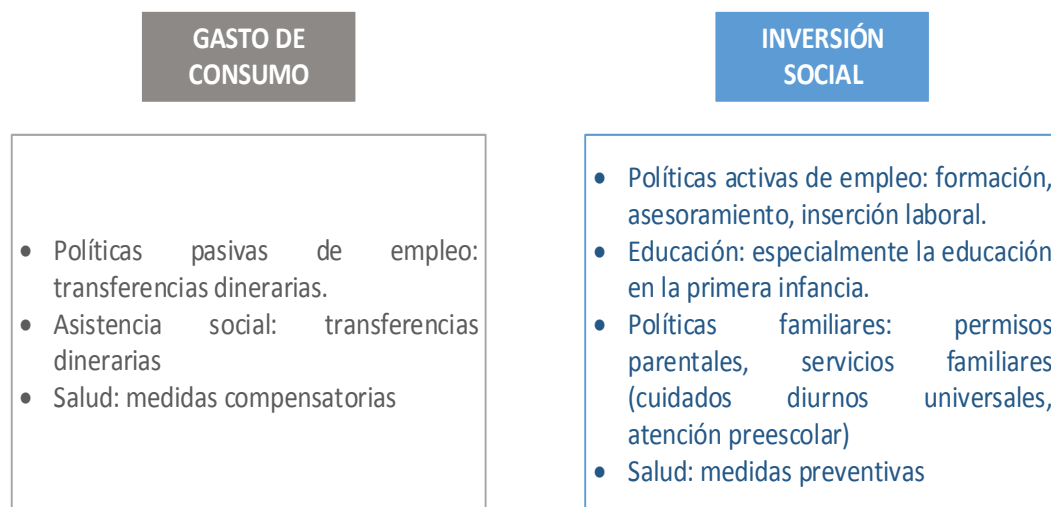 GASTO DE
CONSUMO
• Políticas pasivas de empleo:
transferencias dinerarias.
• Asistencia social: transferencias
dinerarias
• Salud: medidas compensatorias
INVERSIÓN
SOCIAL
• Políticas activas de empleo: formación,
asesoramiento, inserción laboral.
• Educación: especialmente la educación
en la primera infancia.
• Políticas familiares: permisos
parentales, servicios familiares
(cuidados diurnos universales,
atención preescolar)
• Salud: medidas preventivas